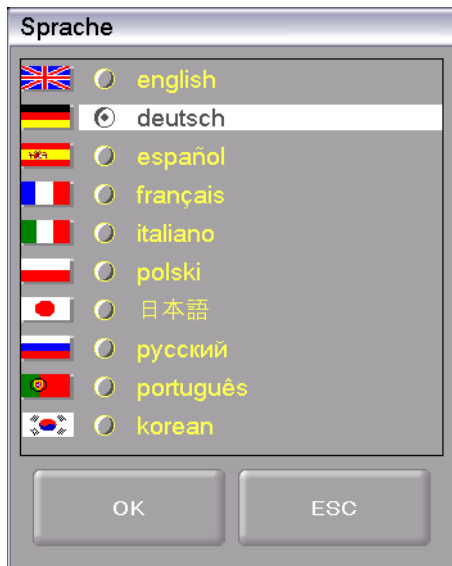 Sprache
english
deutsch
español
français
italiano
polski
日本語
русский
português
korean
OK
ESC